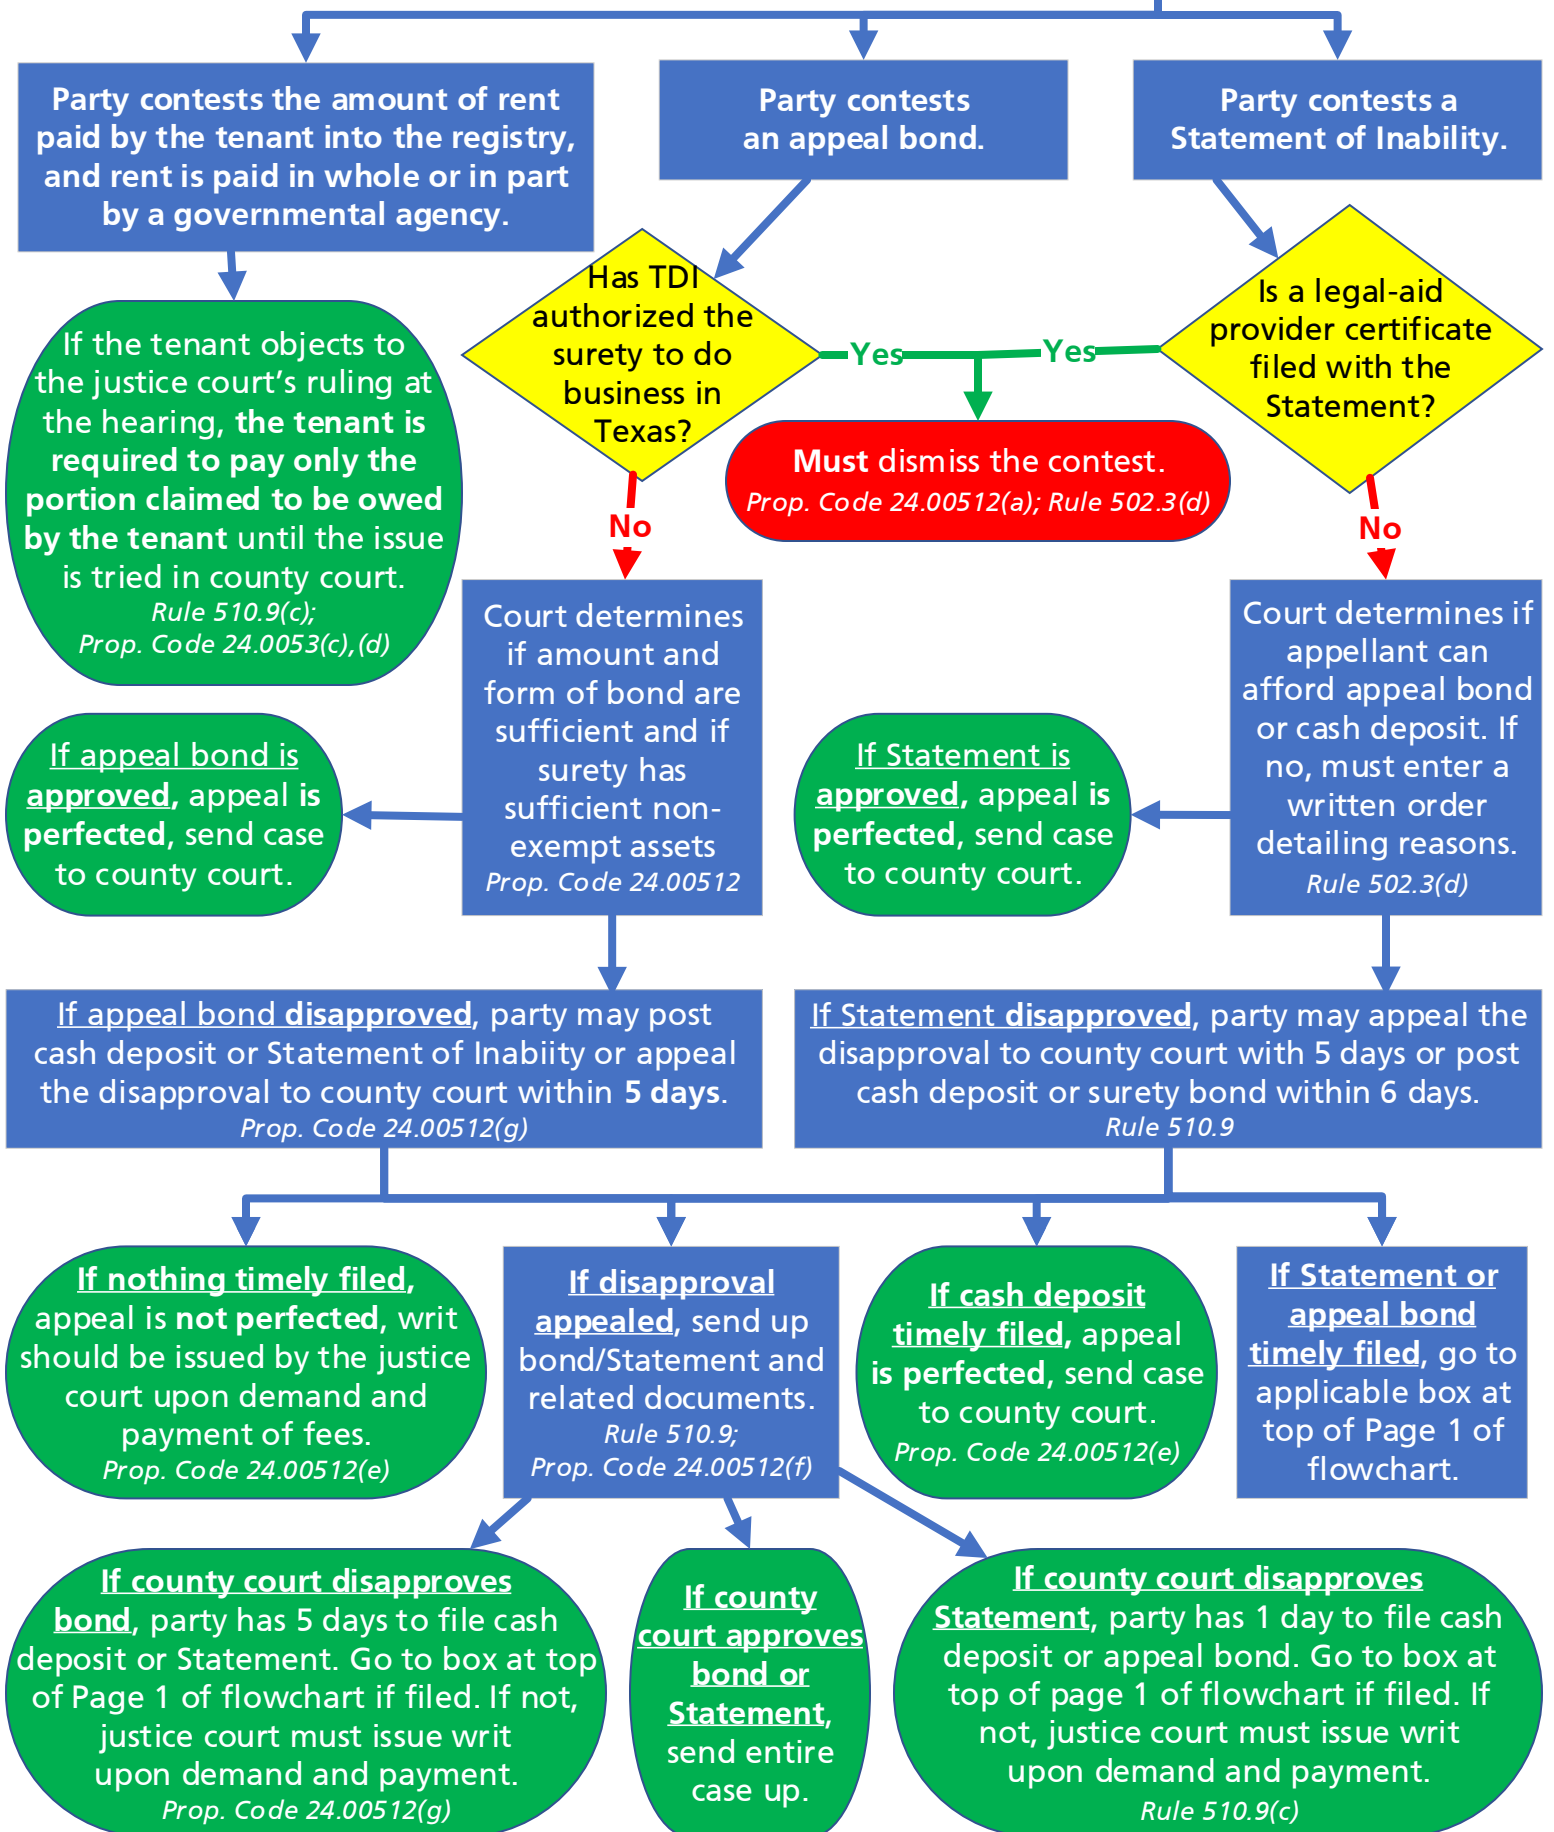 Party contests the amount of rent
paid by the tenant into the registry,
and rent is paid in whole or in part
by a governmental agency.
Party contests
an appeal bond.
Party contests a
Statement of Inability.
If the tenant objects to
the justice court's ruling at
the hearing, the tenant is
required to pay only the
portion claimed to be owed
by the tenant until the issue
is tried in county court.
Rule 510.9(c);
Prop. Code 24.0053(c),(d)
Has TDI
authorized the
surety to do
business in
Texas?
Yes
Yes
Is a legal-aid
provider certificate
filed with the
Statement?
Must dismiss the contest.
Prop. Code 24.00512(a); Rule 502.3(d)
No
No
Court determines
if amount and
form of bond are
sufficient and if
surety has
sufficient non-
exempt assets
Prop. Code 24.00512
Court determines if
appellant can
afford appeal bond
or cash deposit. If
no, must enter a
written order
detailing reasons.
Rule 502.3(d)
If appeal bond is
approved, appeal is
perfected, send case
to county court.
If Statement is
approved, appeal is
perfected, send case
to county court.
If appeal bond disapproved, party may post
cash deposit or Statement of Inabiity or appeal
the disapproval to county court within 5 days.
Prop. Code 24.00512(g)
If Statement disapproved, party may appeal the
disapproval to county court with 5 days or post
cash deposit or surety bond within 6 days.
Rule 510.9
If nothing timely filed,
appeal is not perfected, writ
should be issued by the justice
court upon demand and
payment of fees.
Prop. Code 24.00512(e)
If disapproval
appealed, send up
bond/Statement and
related documents.
Rule 510.9;
Prop. Code 24.00512(f)
If cash deposit
timely filed, appeal
is perfected, send case
to county court.
Prop. Code 24.00512(e)
If Statement or
appeal bond
timely filed, go to
applicable box at
top of Page 1 of
flowchart.
If county court disapproves
bond, party has 5 days to file cash
deposit or Statement. Go to box at top
of Page 1 of flowchart if filed. If not,
justice court must issue writ
upon demand and payment.
Prop. Code 24.00512(g)
If county
court approves
bond or
Statement,
send entire
case up.
If county court disapproves
Statement, party has 1 day to file cash
deposit or appeal bond. Go to box at
top of page 1 of flowchart if filed. If
not, justice court must issue writ
upon demand and payment.
Rule 510.9(c)